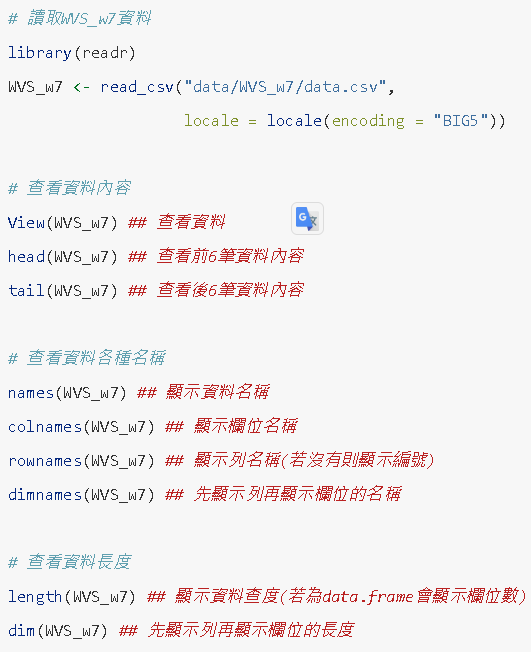 # 讀取WVS_w7資料
library(readr)
WVS_w7 <- read_csv("data/WVS_w7/data.csv",
locale = locale(encoding = "BIG5"))
# 查看資料內容
View(WVS_w7) ## 查看資料
head(WVS_w7) ## 查看前6筆資料內容
tail(WVS_w7) ## 查看後6筆資料內容
# 查看資料各種名稱
names(WVS_w7) ## 顯示資料名稱
colnames(WVS_w7) ## 顯示欄位名稱
rownames(WVS_w7) ## 顯示列名稱(若沒有則顯示編號)
dimnames(WVS_w7) ## 先顯示列再顯示欄位的名稱
# 查看資料長度
length(WVS_w7) ## 顯示資料查度(若為data.frame會顯示欄位數)
dim(WVS_w7) ## 先顯示列再顯示欄位的長度